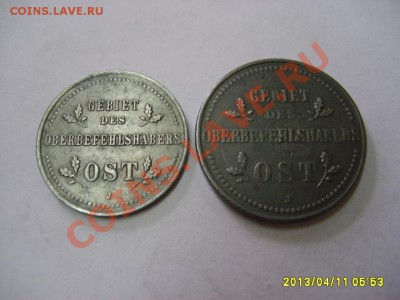 COINS.LAVE.RU
GEBIET
DES
OBERBEFEHLSHABERS
OST
J
GEBIET
DES
OBERBEFEHLSHABERS
OST
J
COINS.LAVE.RU
2013/04/11 05:53